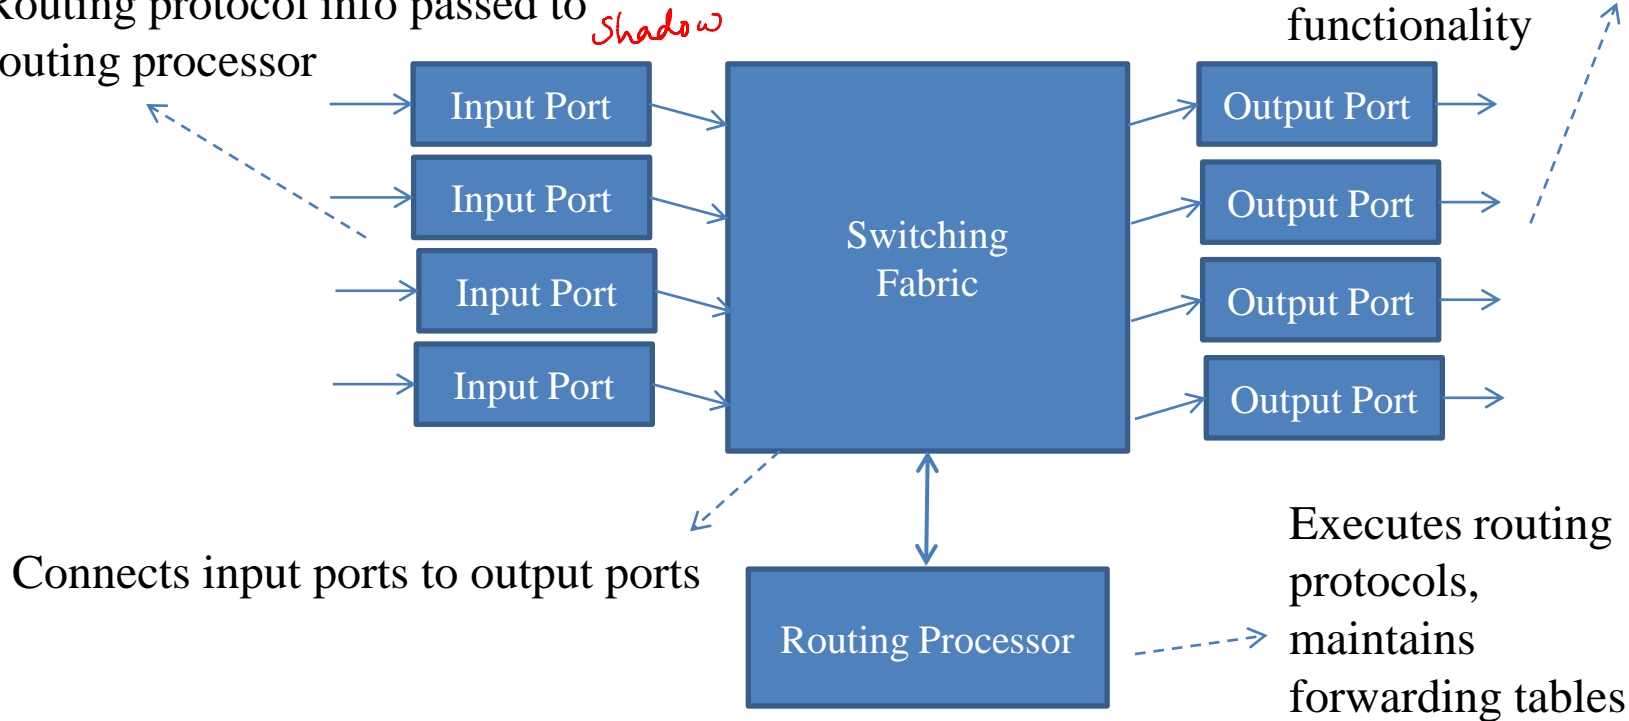 Routing protocol info passed to
routing processor
Shadow
functionality
Input Port
Input Port
Input Port
Input Port
Switching
Fabric
Output Port
Output Port
Output Port
Output Port
Connects input ports to output ports
Routing Processor
Executes routing
protocols,
maintains
forwarding tables